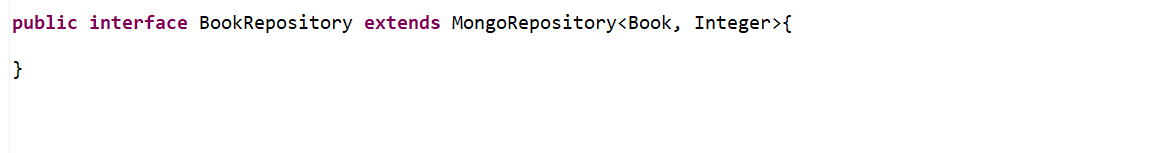 public interface BookRepository extends MongoRepository<Book, Integer>{
}